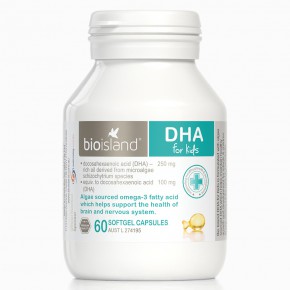 bioisland
DHA
for kids
• docosahexaenoic acid (DHA) – 250 mg
rich oil derived from microalgae
schizochytrium species
• equiv. to docosahexaenoic acid 100 mg
(DHA)
Algae sourced omega-3 fatty acid
which helps support the health of
brain and nervous system.
60 SOFTGEL CAPSULES
AUST L 274195